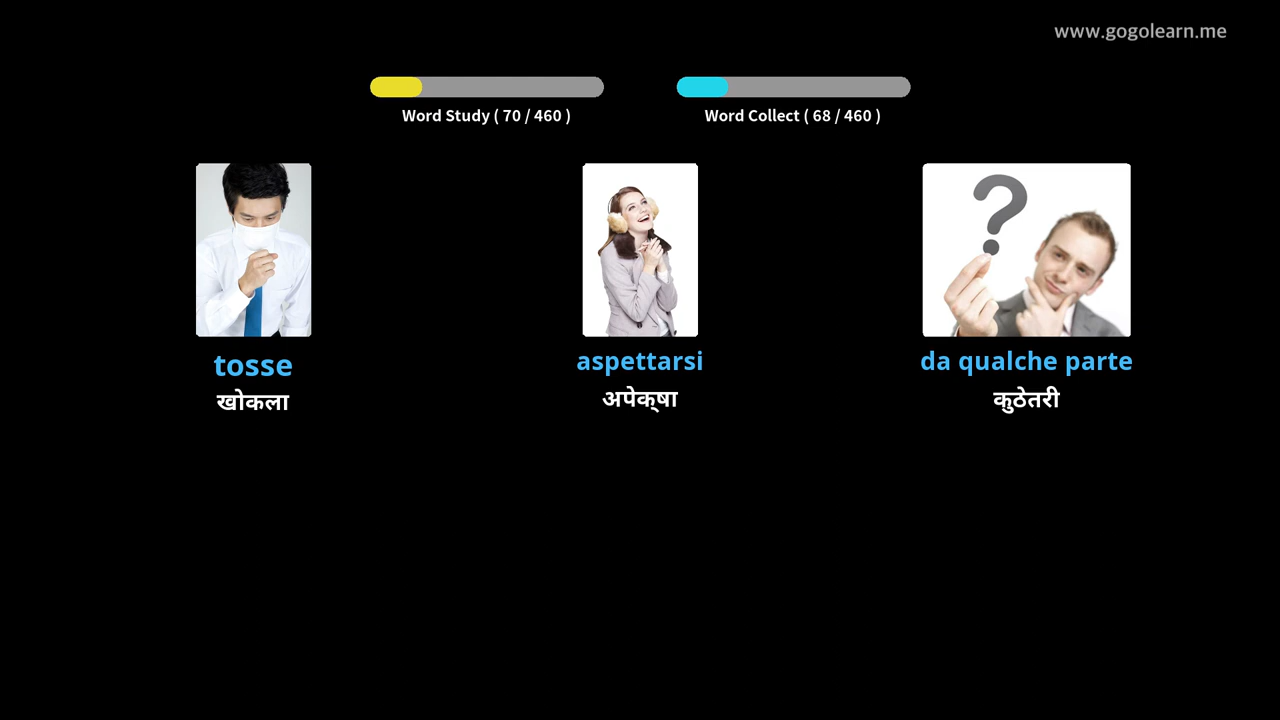 www.gogolearn.me
Word Study ( 70 / 460 )
Word Collect ( 68 / 460 )
tosse
aspettarsi
da qualche parte
खोकला
अपेक्षा
कुठेतरी